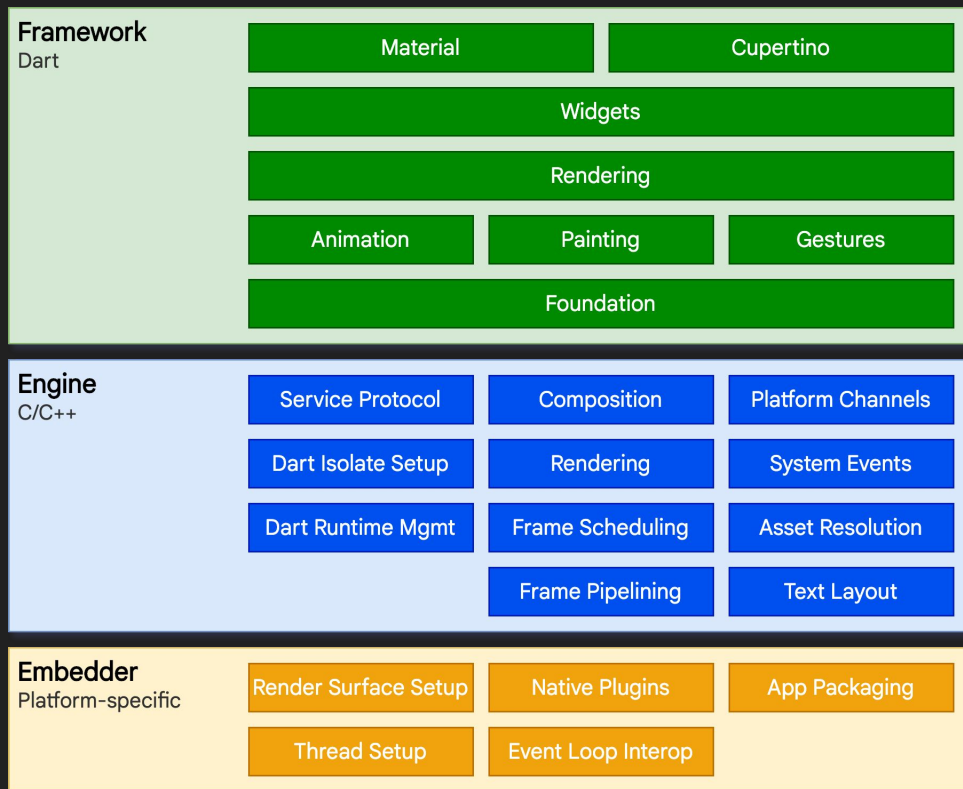 Framework
Dart
Material
Cupertino
Widgets
Rendering
Animation
Painting
Gestures
Foundation
Engine
C/C++
Service Protocol
Composition
Platform Channels
Dart Isolate Setup
Rendering
System Events
Dart Runtime Mgmt
Frame Scheduling
Asset Resolution
Frame Pipelining
Text Layout
Embedder
Platform-specific
Render Surface Setup
Native Plugins
App Packaging
Thread Setup
Event Loop Interop